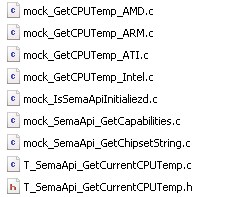 mock_GetCPUTemp_AMD.c
mock_GetCPUTemp_ARM.c
mock_GetCPUTemp_ATI.c
mock_GetCPUTemp_Intel.c
mock_IsSemaApiInitialiezd.c
mock_SemaApi_GetCapabilities.c
mock_SemaApi_GetChipsetString.c
T_SemaApi_GetCurrentCPUTemp.c
T_SemaApi_GetCurrentCPUTemp.h